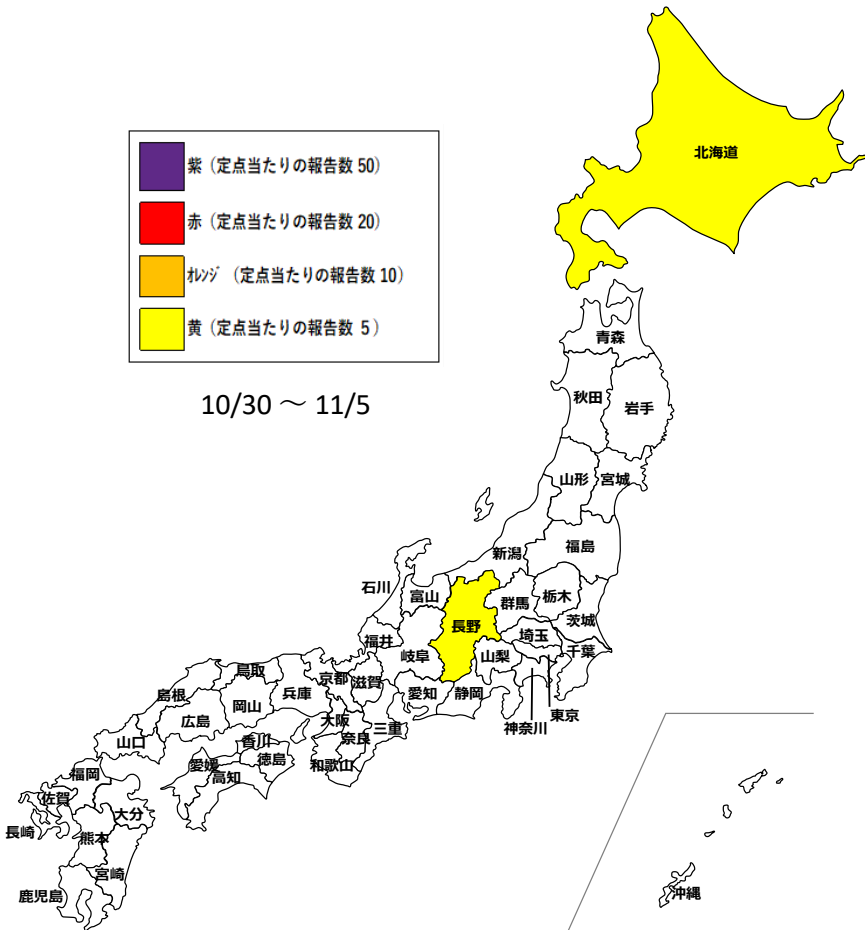 北海道
紫 (定点当たりの報告数 50)
赤 (定点当たりの報告数 20)
ｵﾚﾝｼﾞ (定点当たりの報告数 10)
黄 (定点当たりの報告数 5)
10/30 ～ 11/5
青森
秋田
岩手
山形
宮城
新潟
福島
石川
富山
群馬
栃木
茨城
長野
福井
岐阜
埼玉
山梨
千葉
鳥取
京都
滋賀
愛知
静岡
島根
兵庫
岡山
広島
大阪
三重
東京
神奈川
山口
香川
奈良
徳島
愛媛
和歌山
福岡
高知
佐賀
大分
長崎
熊本
宮崎
鹿児島
沖縄